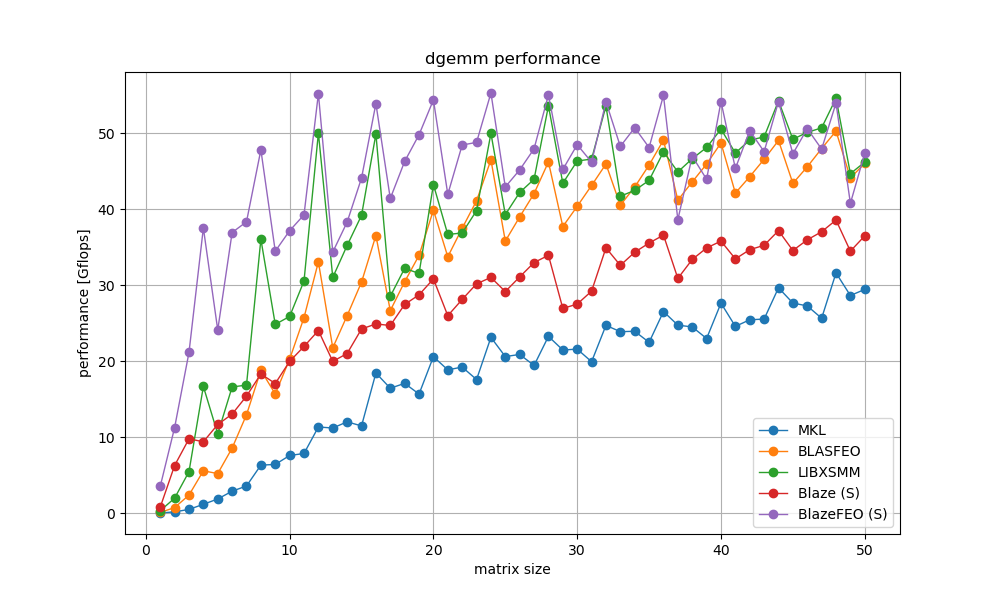 dgemm performance
performance [Gflops]
50
40
30
20
10
0
0 10 20 30 40 50
matrix size
MKL
BLASFEO
LIBXSMM
Blaze (S)
BlazeFEO (S)